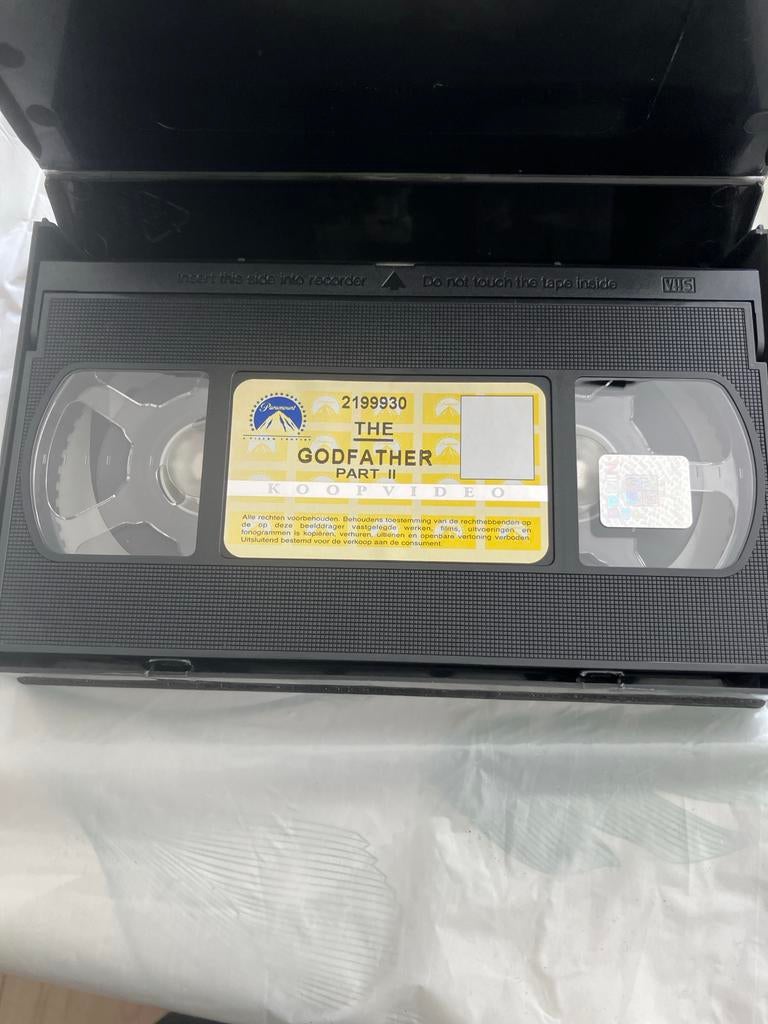 Insert this side into recorder Do not touch the tape inside VHS
Paramount
2199930
THE
GODFATHER
PART II
KOOPVIDEO
Alle rechten voorbehouden. Behoudens toestemming van de rechthebbenden op
de op deze beelddrager vastgelegde werken, films, uitvoeringen en
fonogrammen is kopiëren, verhuren, uitlenen en openbare vertoning verboden.
Uitsluitend bestemd voor de verkoop aan de consument.